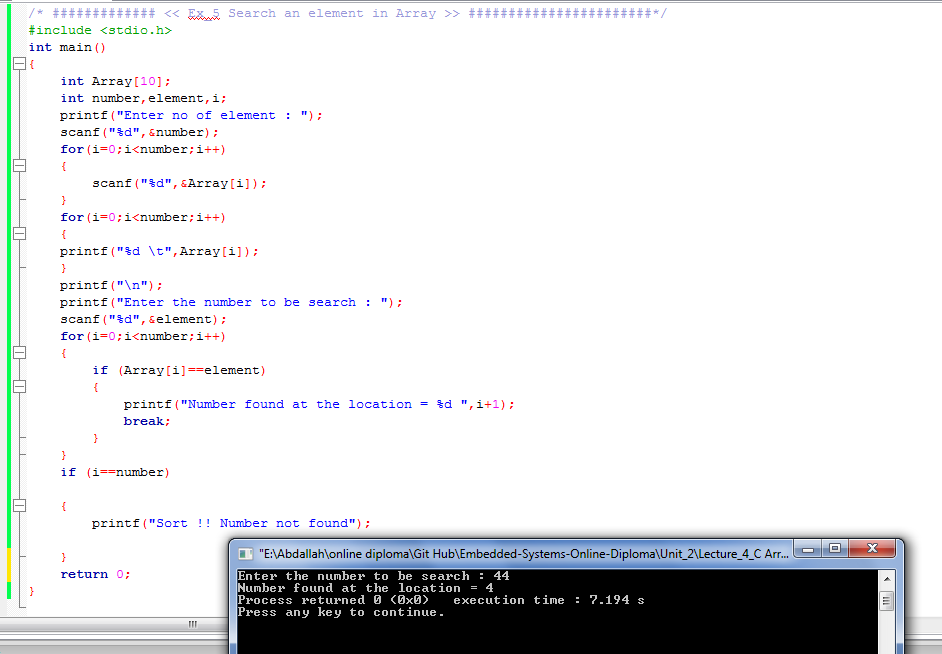 /* ############# << Ex_5 Search an element in Array >> #######################*/
#include <stdio.h>
int main()
{
    int Array[10];
    int number,element,i;
    printf("Enter no of element : ");
    scanf("%d",&number);
    for(i=0;i<number;i++)
    {
        scanf("%d",&Array[i]);
    }
    for(i=0;i<number;i++)
    {
    printf("%d \t",Array[i]);
    }
    printf("\n");
    printf("Enter the number to be search : ");
    scanf("%d",&element);
    for(i=0;i<number;i++)
    {
        if (Array[i]==element)
        {
            printf("Number found at the location = %d ",i+1);
            break;
        }
    }
    if (i==number)
    {
        printf("Sort !! Number not found");
    }
    return 0;
}
"E:\Abdallah\online diploma\Git Hub\Embedded-Systems-Online-Diploma\Unit_2\Lecture_4_C Arr...
Enter the number to be search : 44
Number found at the location = 4
Process returned 0 (0x0)   execution time : 7.194 s
Press any key to continue.